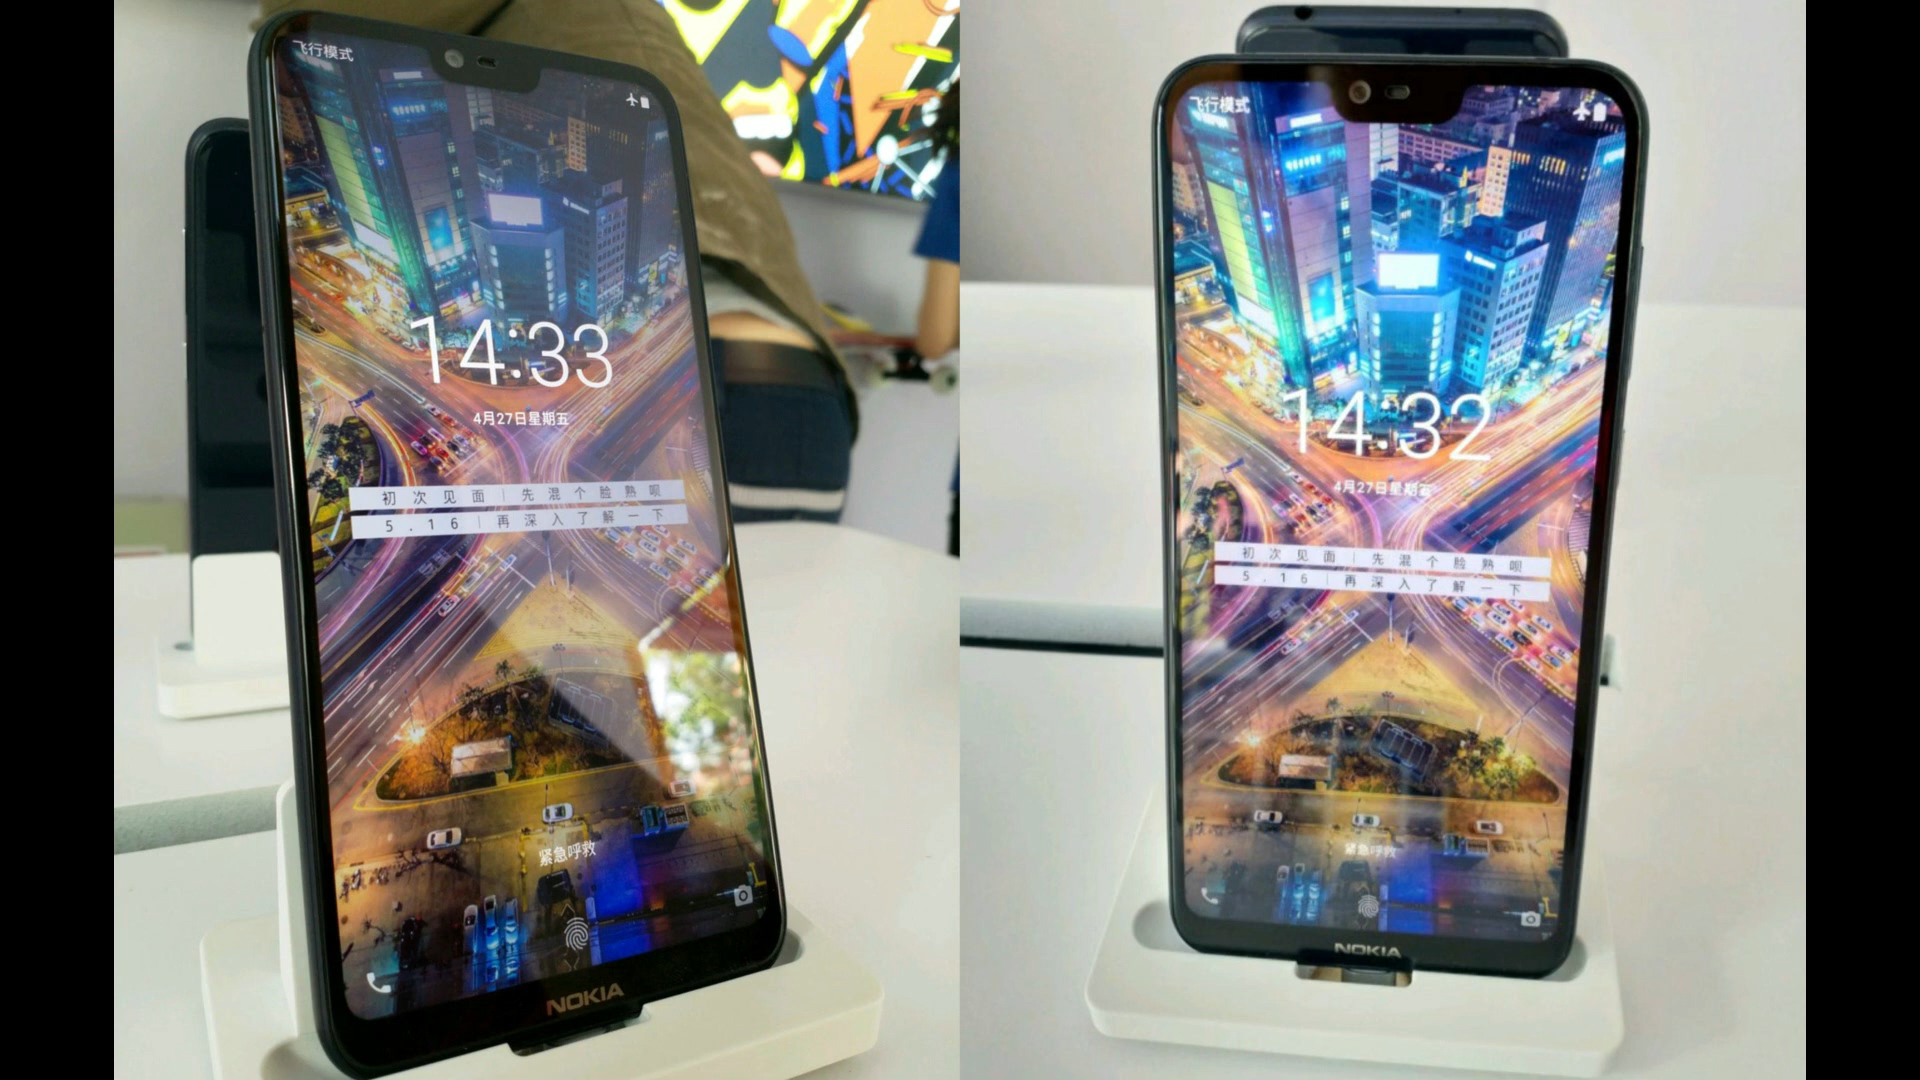 飞行模式
14:33
4月27日星期五
初次见面|先混个脸熟呗
5.16|再深入了解一下
紧急呼救
NOKIA
飞行模式
14:32
4月27日星期五
初次见面|先混个脸熟呗
5.16|再深入了解一下
紧急呼救
NOKIA